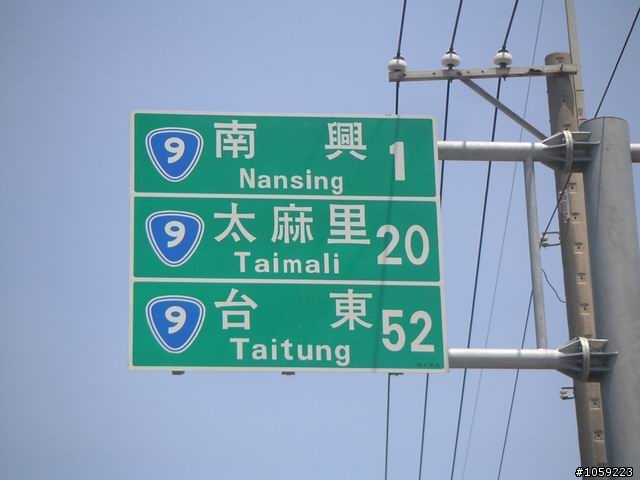 9 南興 1
Nansing
9 太麻里 20
Taimali
9 台東 52
Taitung
#1059223